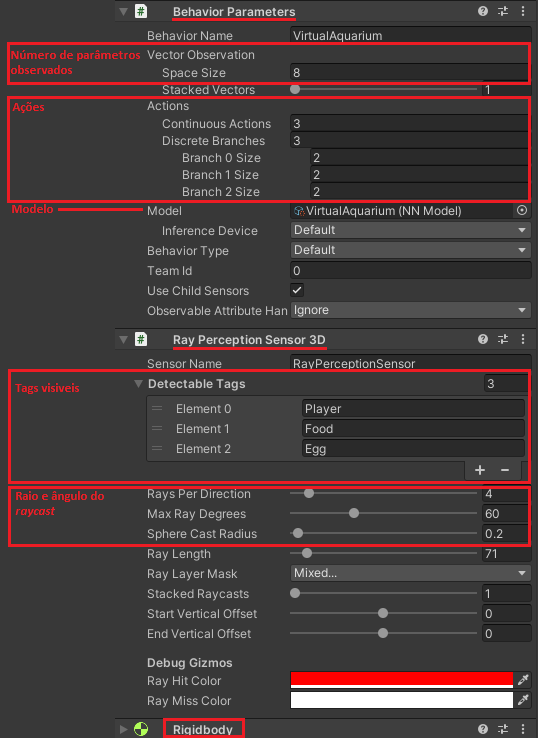 # Behavior Parameters
Behavior Name VirtualAquarium
Número de parâmetros
observados
Vector Observation
Space Size 8
Stacked Vectors 1
Ações
Actions
Continuous Actions 3
Discrete Branches 3
Branch 0 Size 2
Branch 1 Size 2
Branch 2 Size 2
Modelo
Model VirtualAquarium (NN Model)
Inference Device Default
Behavior Type Default
Team Id 0
Use Child Sensors
Observable Attribute Han Ignore
# Ray Perception Sensor 3D
Sensor Name RayPerceptionSensor
Tags visiveis
Detectable Tags 3
Element 0 Player
Element 1 Food
Element 2 Egg
+ −
Raio e ângulo do
raycast
Rays Per Direction 4
Max Ray Degrees 60
Sphere Cast Radius 0.2
Ray Length 71
Ray Layer Mask Mixed...
Stacked Raycasts 1
Start Vertical Offset 0
End Vertical Offset 0
Debug Gizmos
Ray Hit Color
Ray Miss Color
Rigidbody